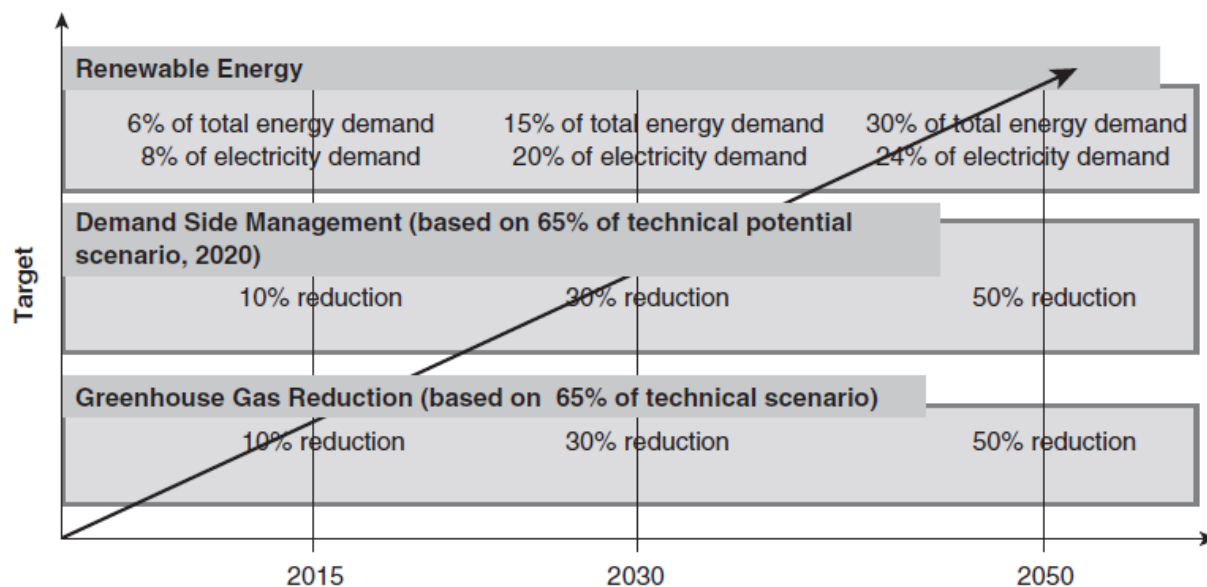 Renewable Energy
6% of total energy demand 15% of total energy demand 30% of total energy demand
8% of electricity demand 20% of electricity demand 24% of electricity demand
Demand Side Management (based on 65% of technical potential
scenario, 2020)
10% reduction 30% reduction 50% reduction
Target
Greenhouse Gas Reduction (based on 65% of technical scenario)
10% reduction 30% reduction 50% reduction
2015 2030 2050